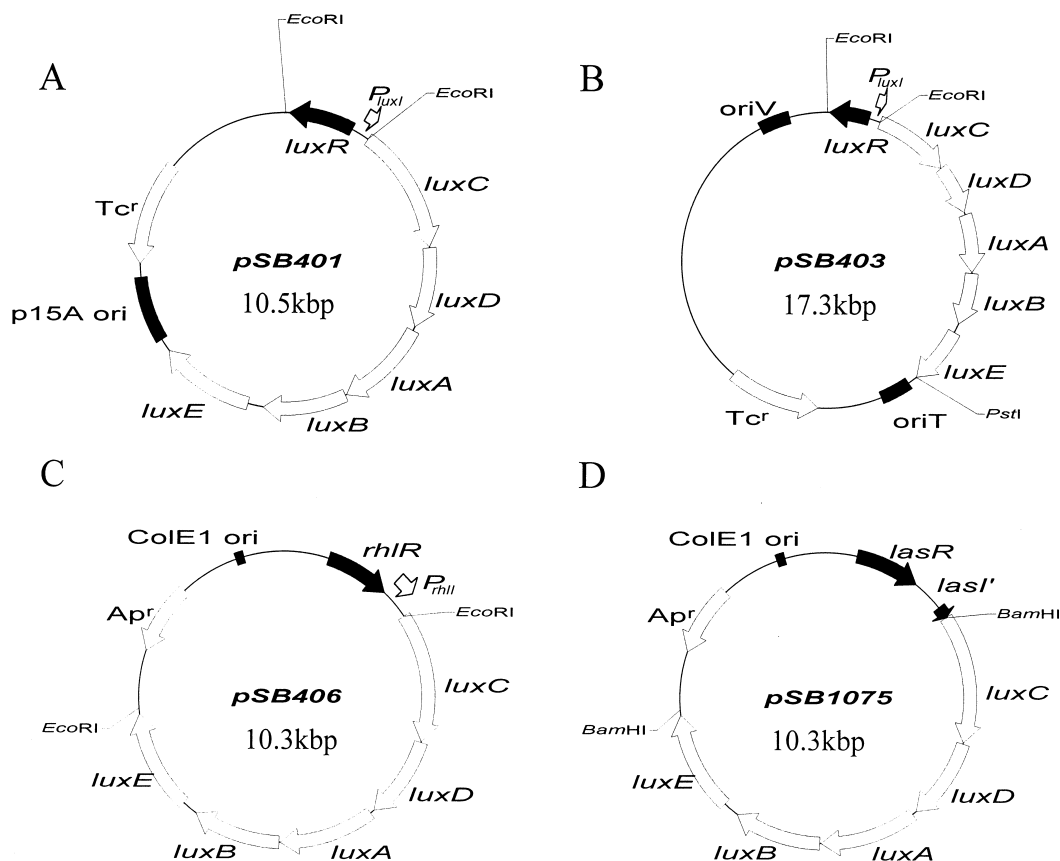 A
EcoRI
PluxI
EcoRI
luxR
luxC
Tcr
pSB401
10.5kbp
luxD
p15A ori
luxA
luxE
luxB
B
EcoRI
PluxI
EcoRI
oriV
luxC
luxR
luxD
luxA
pSB403
17.3kbp
luxB
luxE
PstI
oriT
Tcr
C
ColE1 ori
rhlR
PrhlI
EcoRI
Apr
luxC
pSB406
10.3kbp
EcoRI
luxE
luxD
luxB
luxA
D
ColE1 ori
lasR
lasI'
BamHI
Apr
luxC
pSB1075
10.3kbp
BamHI
luxE
luxD
luxB
luxA